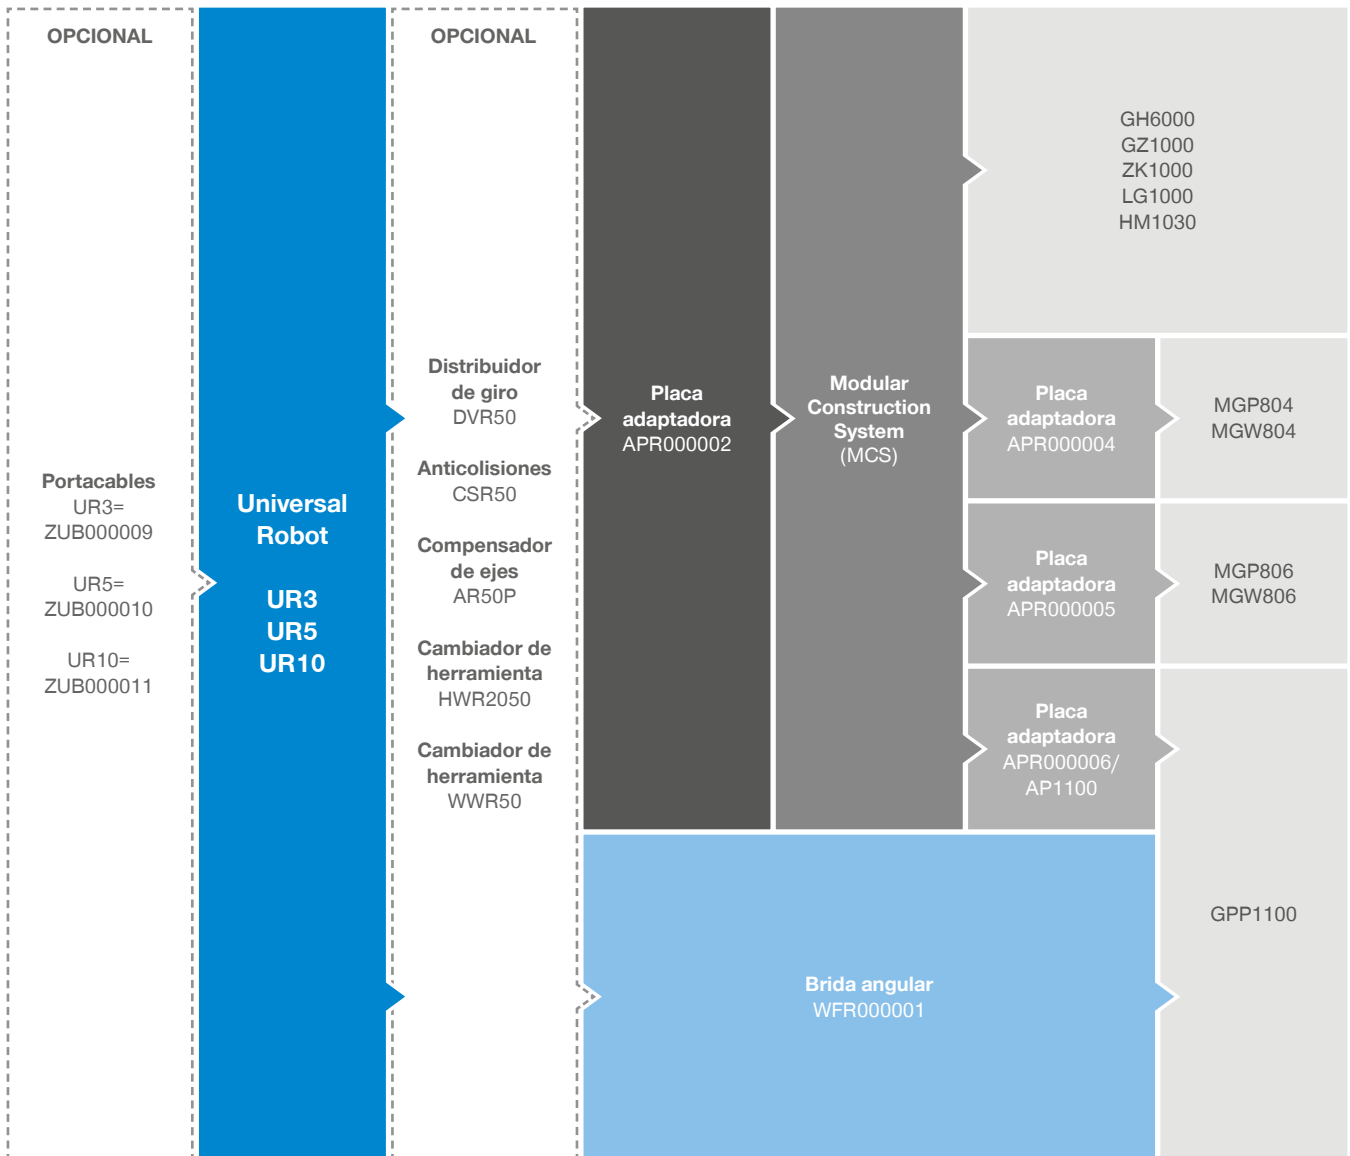 OPCIONAL
Portacables
UR3=
ZUB000009
UR5=
ZUB000010
UR10=
ZUB000011
Universal
Robot
UR3
UR5
UR10
OPCIONAL
Distribuidor
de giro
DVR50
Anticolisiones
CSR50
Compensador
de ejes
AR50P
Cambiador de
herramienta
HWR2050
Cambiador de
herramienta
WWR50
Placa
adaptadora
APR000002
Modular
Construction
System
(MCS)
GH6000
GZ1000
ZK1000
LG1000
HM1030
Placa
adaptadora
APR000004
MGP804
MGW804
Placa
adaptadora
APR000005
MGP806
MGW806
Placa
adaptadora
APR000006/
AP1100
GPP1100
Brida angular
WFR000001